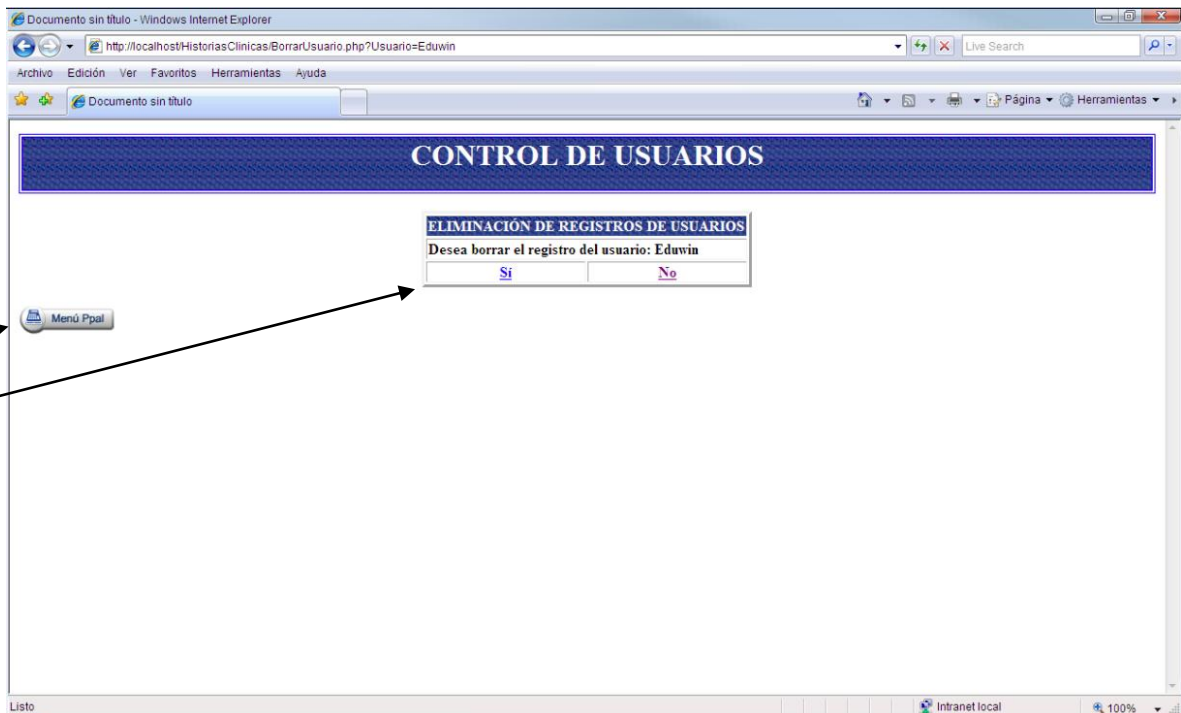 Documento sin título - Windows Internet Explorer
http://localhost/HistoriasClinicas/BorrarUsuario.php?Usuario=Eduwin
Live Search
Archivo Edición Ver Favoritos Herramientas Ayuda
Documento sin título
Página Herramientas
CONTROL DE USUARIOS
ELIMINACIÓN DE REGISTROS DE USUARIOS
Desea borrar el registro del usuario: Eduwin
Sí No
Menú Ppal
Listo
Intranet local
100%